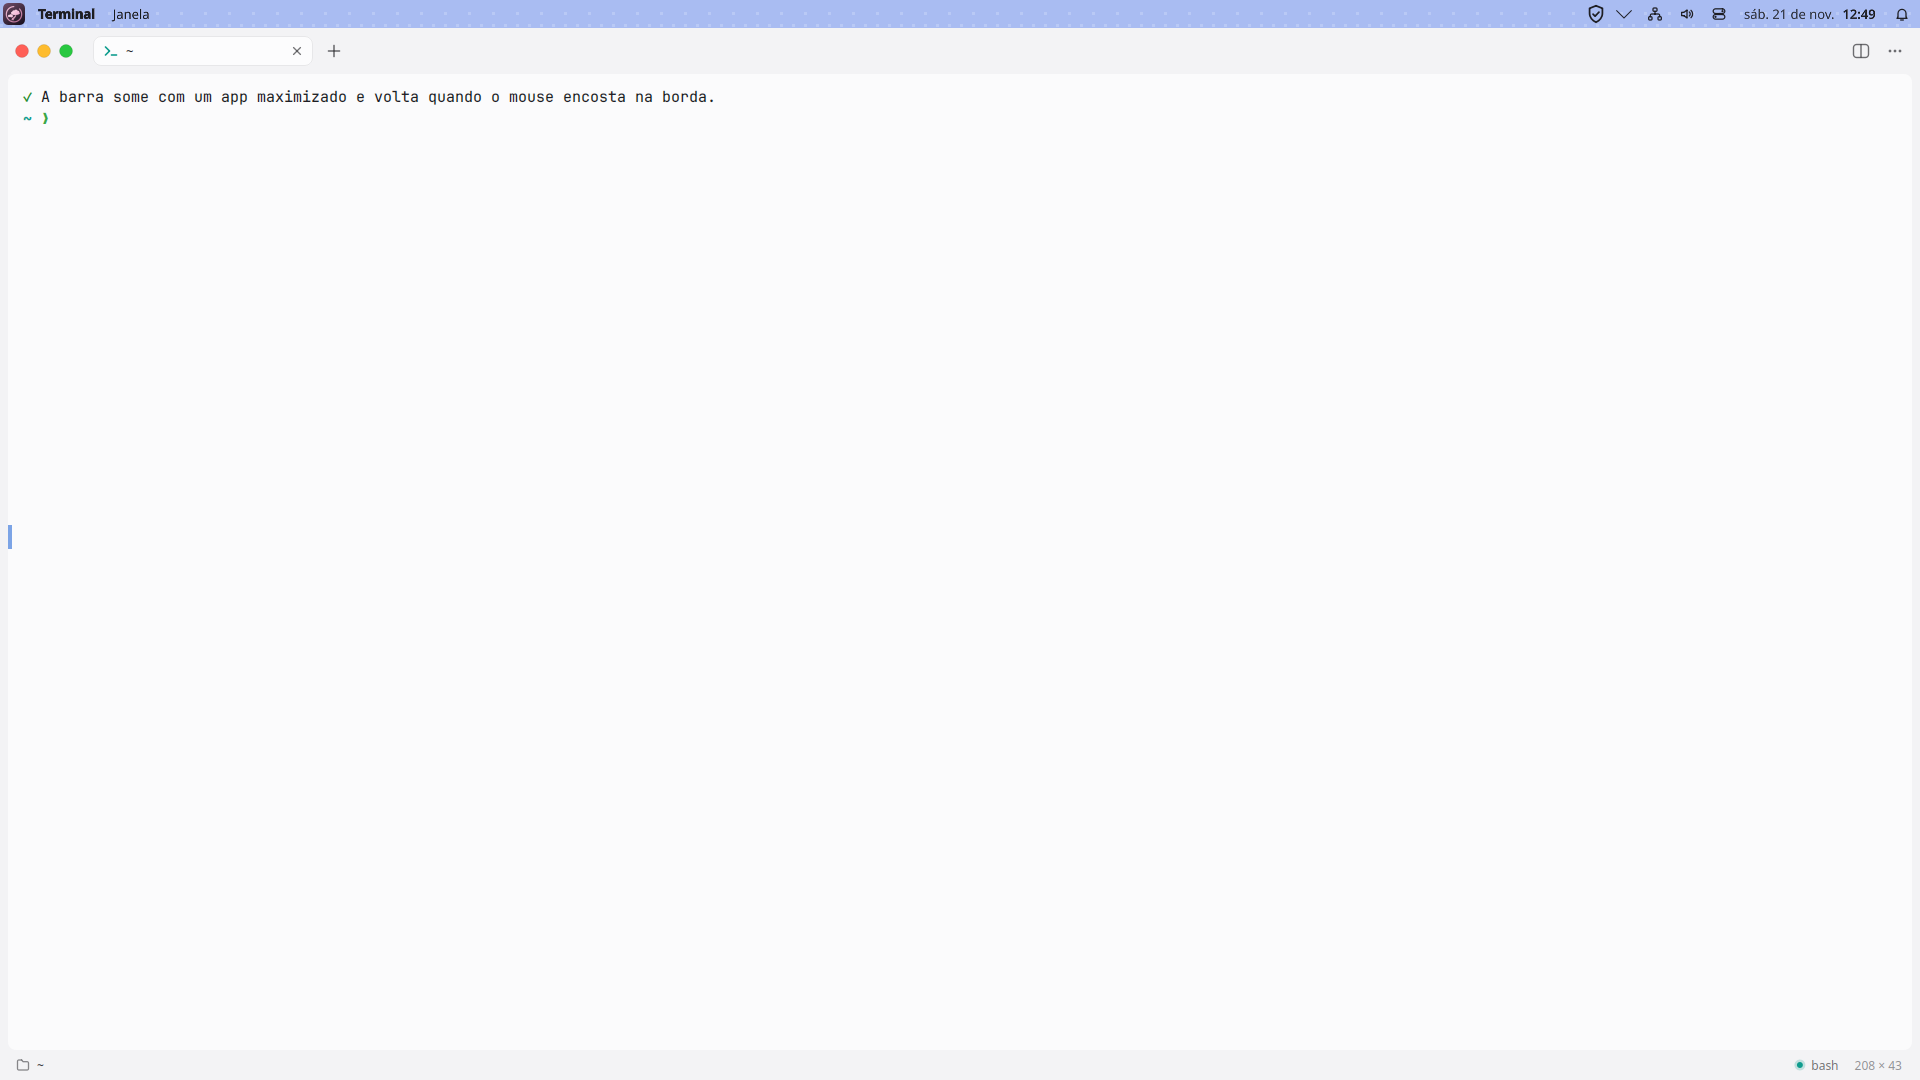 Terminal Janela sáb. 21 de nov. 12:49
~
✓ A barra some com um app maximizado e volta quando o mouse encosta na borda.
~ ❯
~ bash 208 × 43